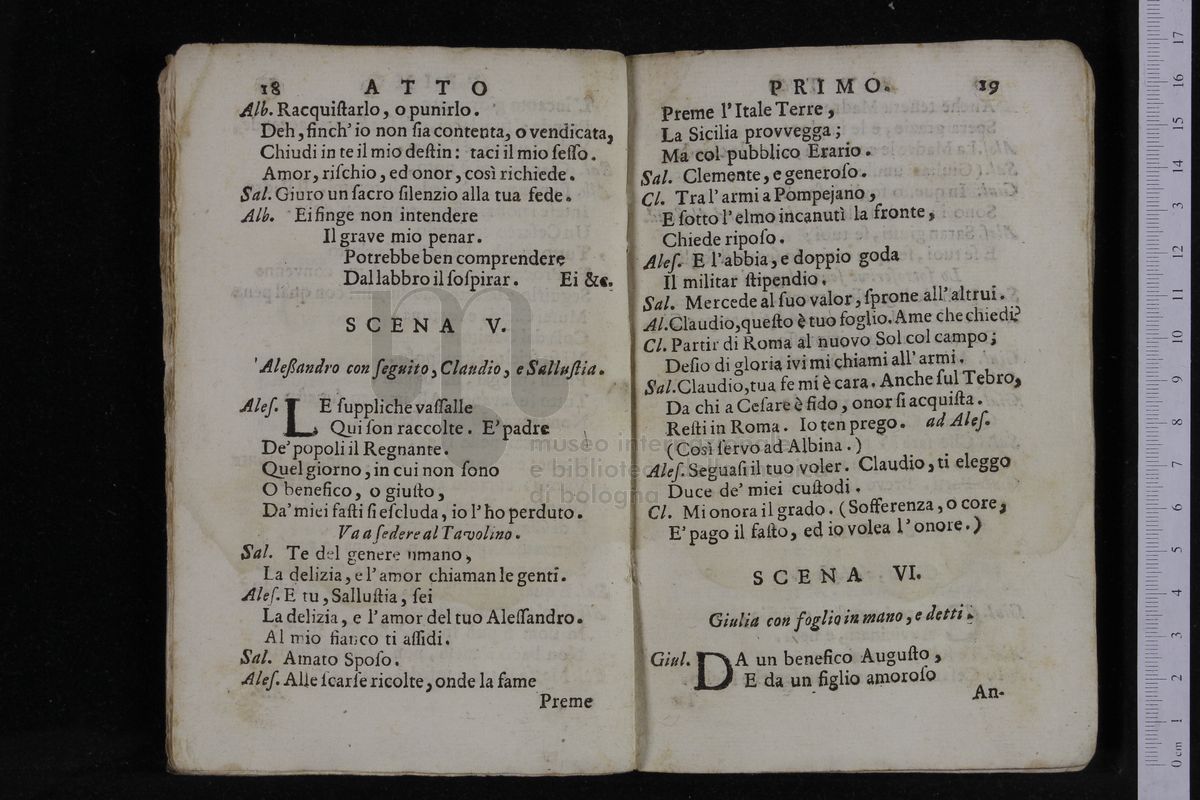 18 ATTO
Alb. Racquiſtarlo, o punirlo.
Deh, finch' io non ſia contenta, o vendicata,
Chiudi in te il mio deſtin: taci il mio ſeſſo.
Amor, riſchio, ed onor, così richiede.
Sal. Giuro un ſacro ſilenzio alla tua fede.
Alb. Ei finge non intendere
Il grave mio penar.
Potrebbe ben comprendere
Dal labbro il ſoſpirar. Ei &c.
SCENA V.
Aleßandro con ſeguito, Claudio, e Salluſtia.
Aleſ. LE ſuppliche vaſſalle
Qui ſon raccolte. E' padre
De' popoli il Regnante.
Quel giorno, in cui non ſono
O benefico, o giuſto,
Da' miei faſti ſi eſcluda, io l' ho perduto.
Va a ſedere al Tavolino.
Sal. Te del genere umano,
La delizia, e l' amor chiaman le genti.
Aleſ. E tu, Salluſtia, ſei
La delizia, e l' amor del tuo Aleſſandro.
Al mio fianco ti aſſidi.
Sal. Amato Spoſo.
Aleſ. Alle ſcarſe ricolte, onde la fame
Preme
PRIMO. 19
Preme l' Itale Terre,
La Sicilia provvegga;
Ma col pubblico Erario.
Sal. Clemente, e generoſo.
Cl. Tra l' armi a Pompejano,
E ſotto l' elmo incanutì la fronte,
Chiede ripoſo.
Aleſ. E l' abbia, e doppio goda
Il militar ſtipendio.
Sal. Mercede al ſuo valor, ſprone all' altrui.
Al. Claudio, queſto è tuo foglio. A me che chiedi?
Cl. Partir di Roma al nuovo Sol col campo;
Deſio di gloria ivi mi chiami all' armi.
Sal. Claudio, tua fe mi è cara. Anche ſul Tebro,
Da chi a Ceſare è fido, onor ſi acquiſta.
Reſti in Roma. Io ten prego. ad Aleſ.
(Così ſervo ad Albina.)
Aleſ. Seguaſi il tuo voler. Claudio, ti eleggo
Duce de' miei cuſtodi.
Cl. Mi onora il grado. (Sofferenza, o core,
E' pago il faſto, ed io volea l' onore.)
SCENA VI.
Giulia con foglio in mano, e detti.
Giul. DA un benefico Auguſto,
E da un figlio amoroſo
An-
museo internazionale
e biblioteca
di bologna